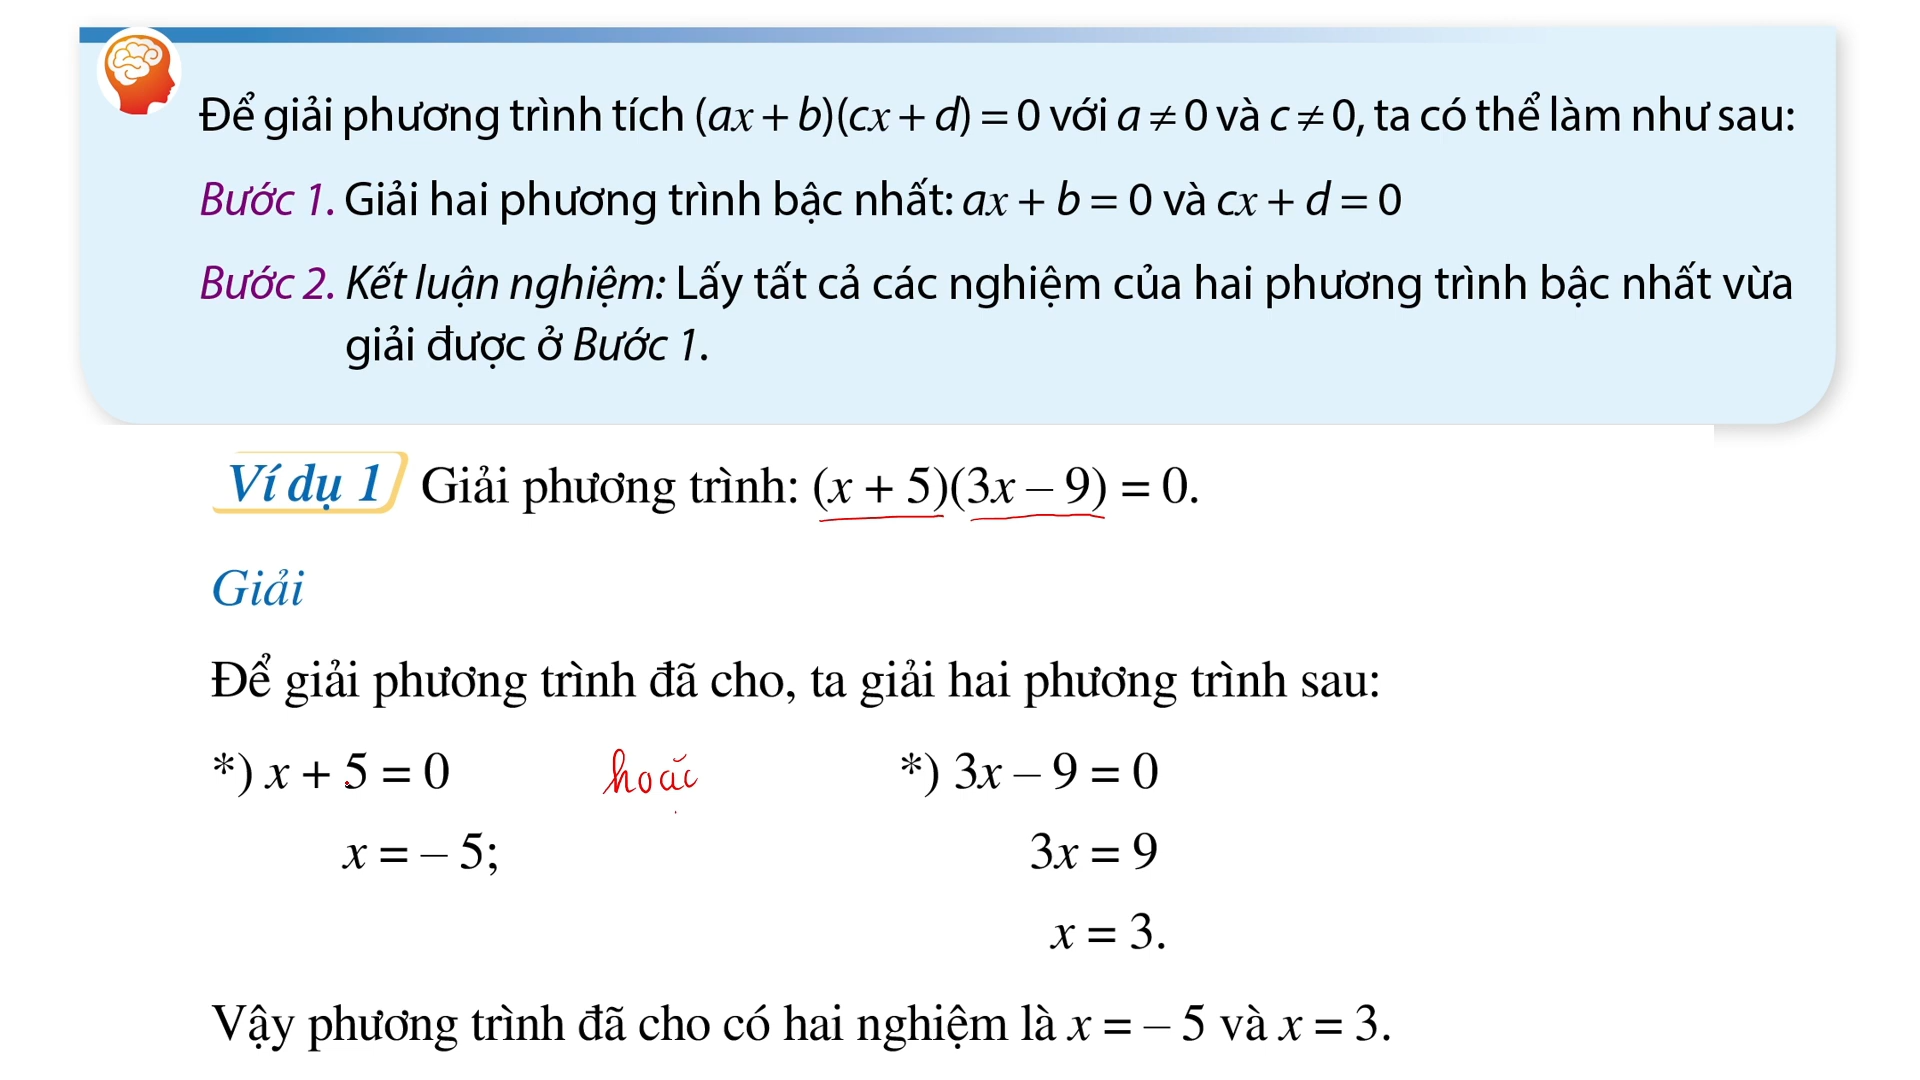 Để giải phương trình tích (ax + b)(cx + d) = 0 với a ≠ 0 và c ≠ 0, ta có thể làm như sau:
Bước 1. Giải hai phương trình bậc nhất: ax + b = 0 và cx + d = 0
Bước 2. Kết luận nghiệm: Lấy tất cả các nghiệm của hai phương trình bậc nhất vừa
giải được ở Bước 1.
Ví dụ 1 Giải phương trình: (x + 5)(3x – 9) = 0.
Giải
Để giải phương trình đã cho, ta giải hai phương trình sau:
*) x + 5 = 0 hoặc *) 3x – 9 = 0
x = – 5; 3x = 9
x = 3.
Vậy phương trình đã cho có hai nghiệm là x = – 5 và x = 3.